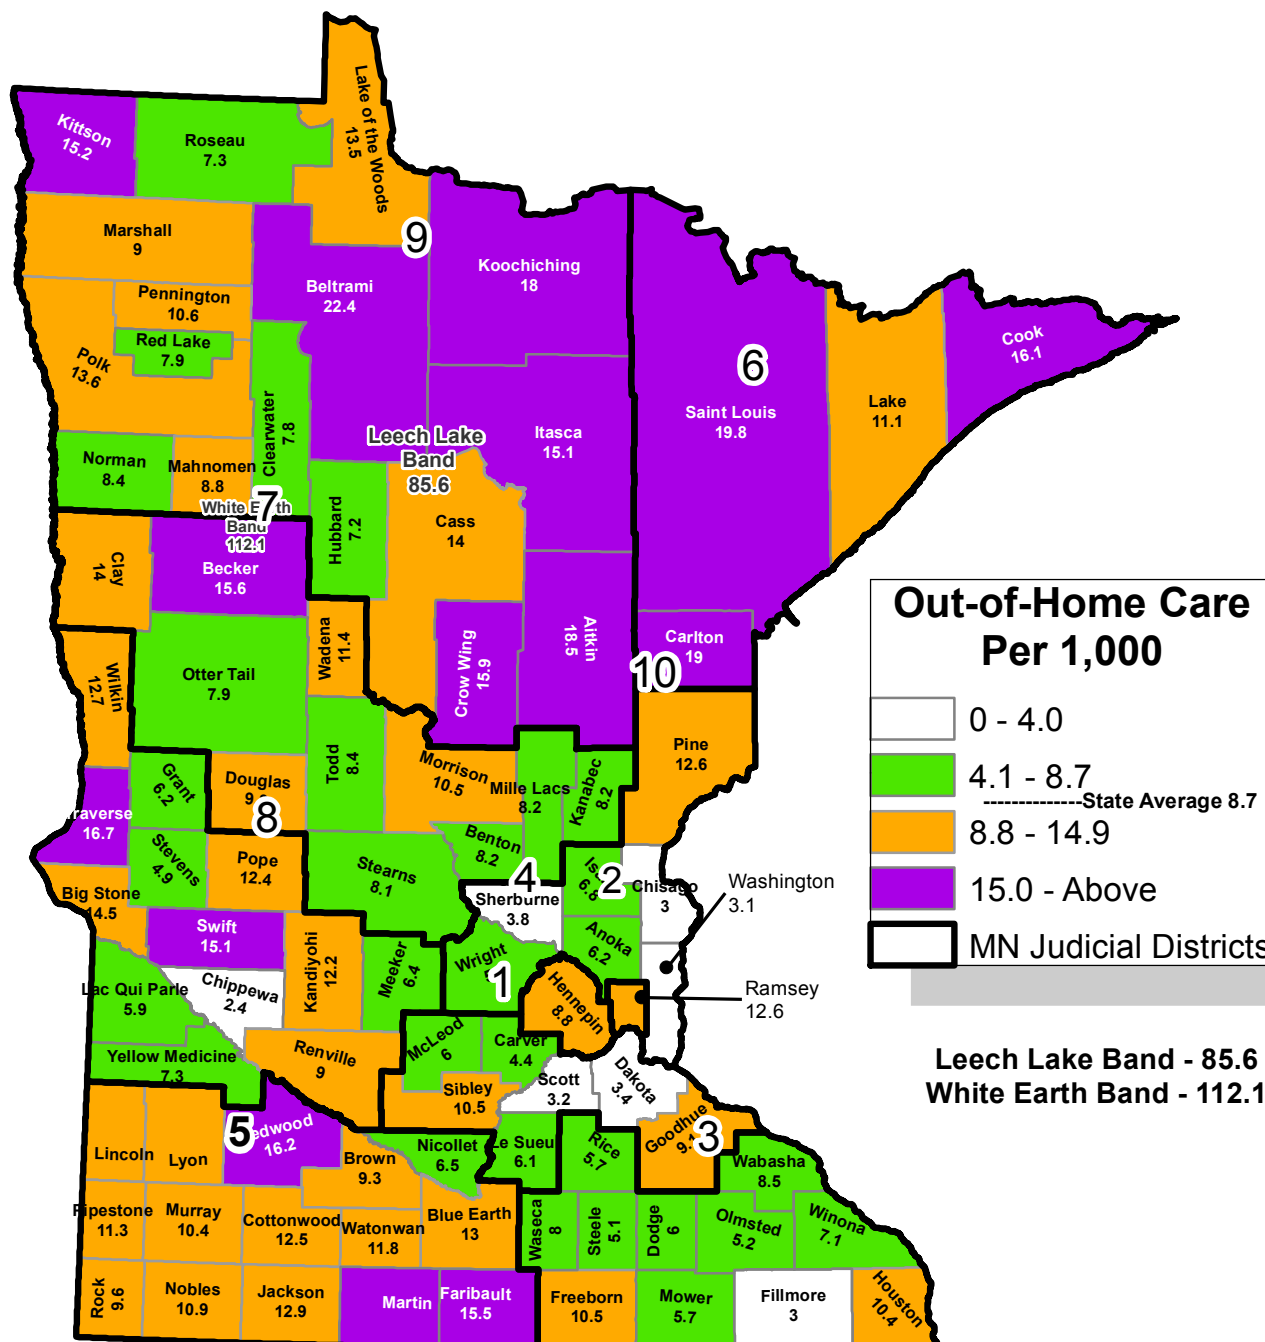 Kittson
15.2
Roseau
7.3
Lake of the Woods
13.5
Marshall
9
9
Beltrami
22.4
Koochiching
18
Pennington
10.6
Red Lake
7.9
Polk
13.6
Cook
16.1
6
Saint Louis
19.8
Lake
11.1
Clearwater
7.8
Leech Lake
Band
85.6
Itasca
15.1
Norman
8.4
Mahnomen
8.8
7
White Earth
Band
112.1
Hubbard
7.2
Cass
14
Clay
14
Becker
15.6
Out-of-Home Care
Per 1,000
0 - 4.0
4.1 - 8.7
--------------State Average 8.7
8.8 - 14.9
15.0 - Above
MN Judicial Districts
Wadena
11.4
Crow Wing
15.9
Aitkin
18.5
Carlton
19
10
Wilkin
12.7
Otter Tail
7.9
Todd
8.4
Morrison
10.5
Mille Lacs
8.2
Kanabec
8.2
Pine
12.6
Grant
6.2
Douglas
8
Traverse
16.7
Stevens
4.9
Pope
12.4
Stearns
8.1
Benton
8.2
4
Sherburne
3.8
2
Chisago
3
Washington
3.1
Big Stone
14.5
Swift
15.1
Kandiyohi
12.2
Meeker
6.4
Wright
1
Anoka
6.2
Hennepin
8.8
Ramsey
12.6
Chippewa
2.4
Lac Qui Parle
5.9
Yellow Medicine
7.3
Renville
9
McLeod
6
Carver
4.4
Sibley
10.5
Scott
3.2
Dakota
3.4
Leech Lake Band - 85.6
White Earth Band - 112.1
Goodhue
3
5
16.2
Lincoln
Lyon
Brown
9.3
Nicollet
6.5
Le Sueur
6.1
Rice
5.7
Wabasha
8.5
Pipestone
11.3
Murray
10.4
Cottonwood
12.5
Watonwan
11.8
Blue Earth
13
Waseca
8
Steele
5.1
Dodge
6
Olmsted
5.2
Winona
7.1
Rock
9.6
Nobles
10.9
Jackson
12.9
Martin
Faribault
15.5
Freeborn
10.5
Mower
5.7
Fillmore
3
Houston
10.4